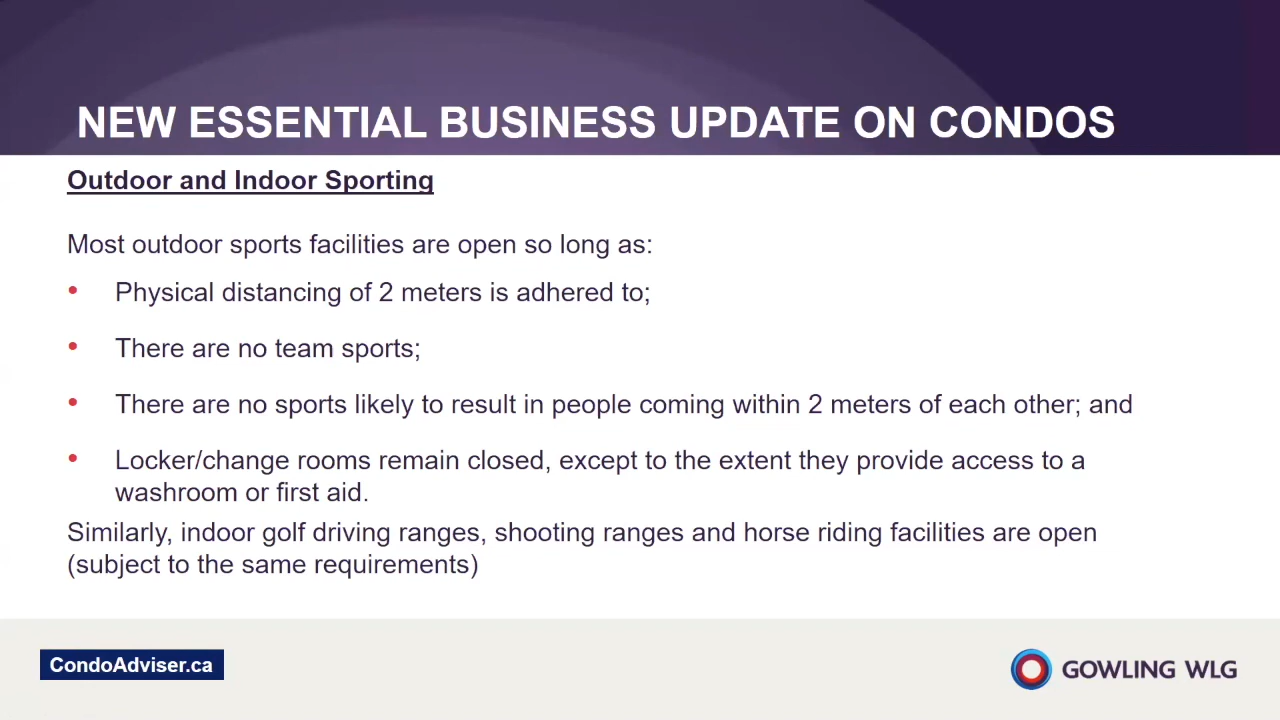 NEW ESSENTIAL BUSINESS UPDATE ON CONDOS
Outdoor and Indoor Sporting
Most outdoor sports facilities are open so long as:
• Physical distancing of 2 meters is adhered to;
• There are no team sports;
• There are no sports likely to result in people coming within 2 meters of each other; and
• Locker/change rooms remain closed, except to the extent they provide access to a
washroom or first aid.
Similarly, indoor golf driving ranges, shooting ranges and horse riding facilities are open
(subject to the same requirements)
CondoAdviser.ca
GOWLING WLG